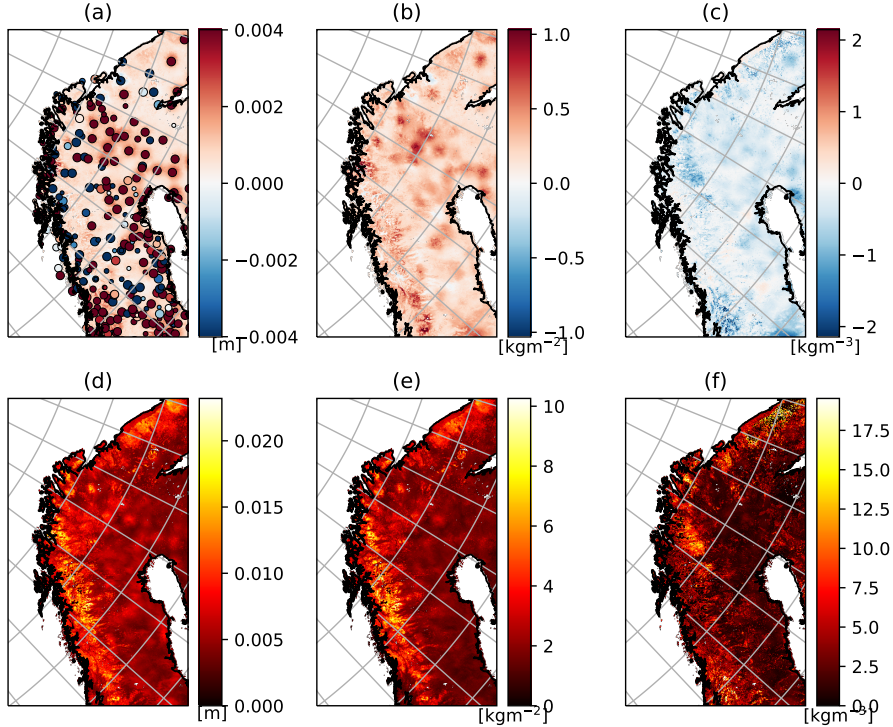 (a)
(b)
(c)
0.004
0.002
0.000
−0.002
−0.004
[m]
1.0
0.5
0.0
−0.5
−1.0
[kgm⁻²]
2
1
0
−1
−2
[kgm⁻³]
(d)
(e)
(f)
0.020
0.015
0.010
0.005
0.000
[m]
10
8
6
4
2
0
[kgm⁻²]
17.5
15.0
12.5
10.0
7.5
5.0
2.5
0.0
[kgm⁻³]